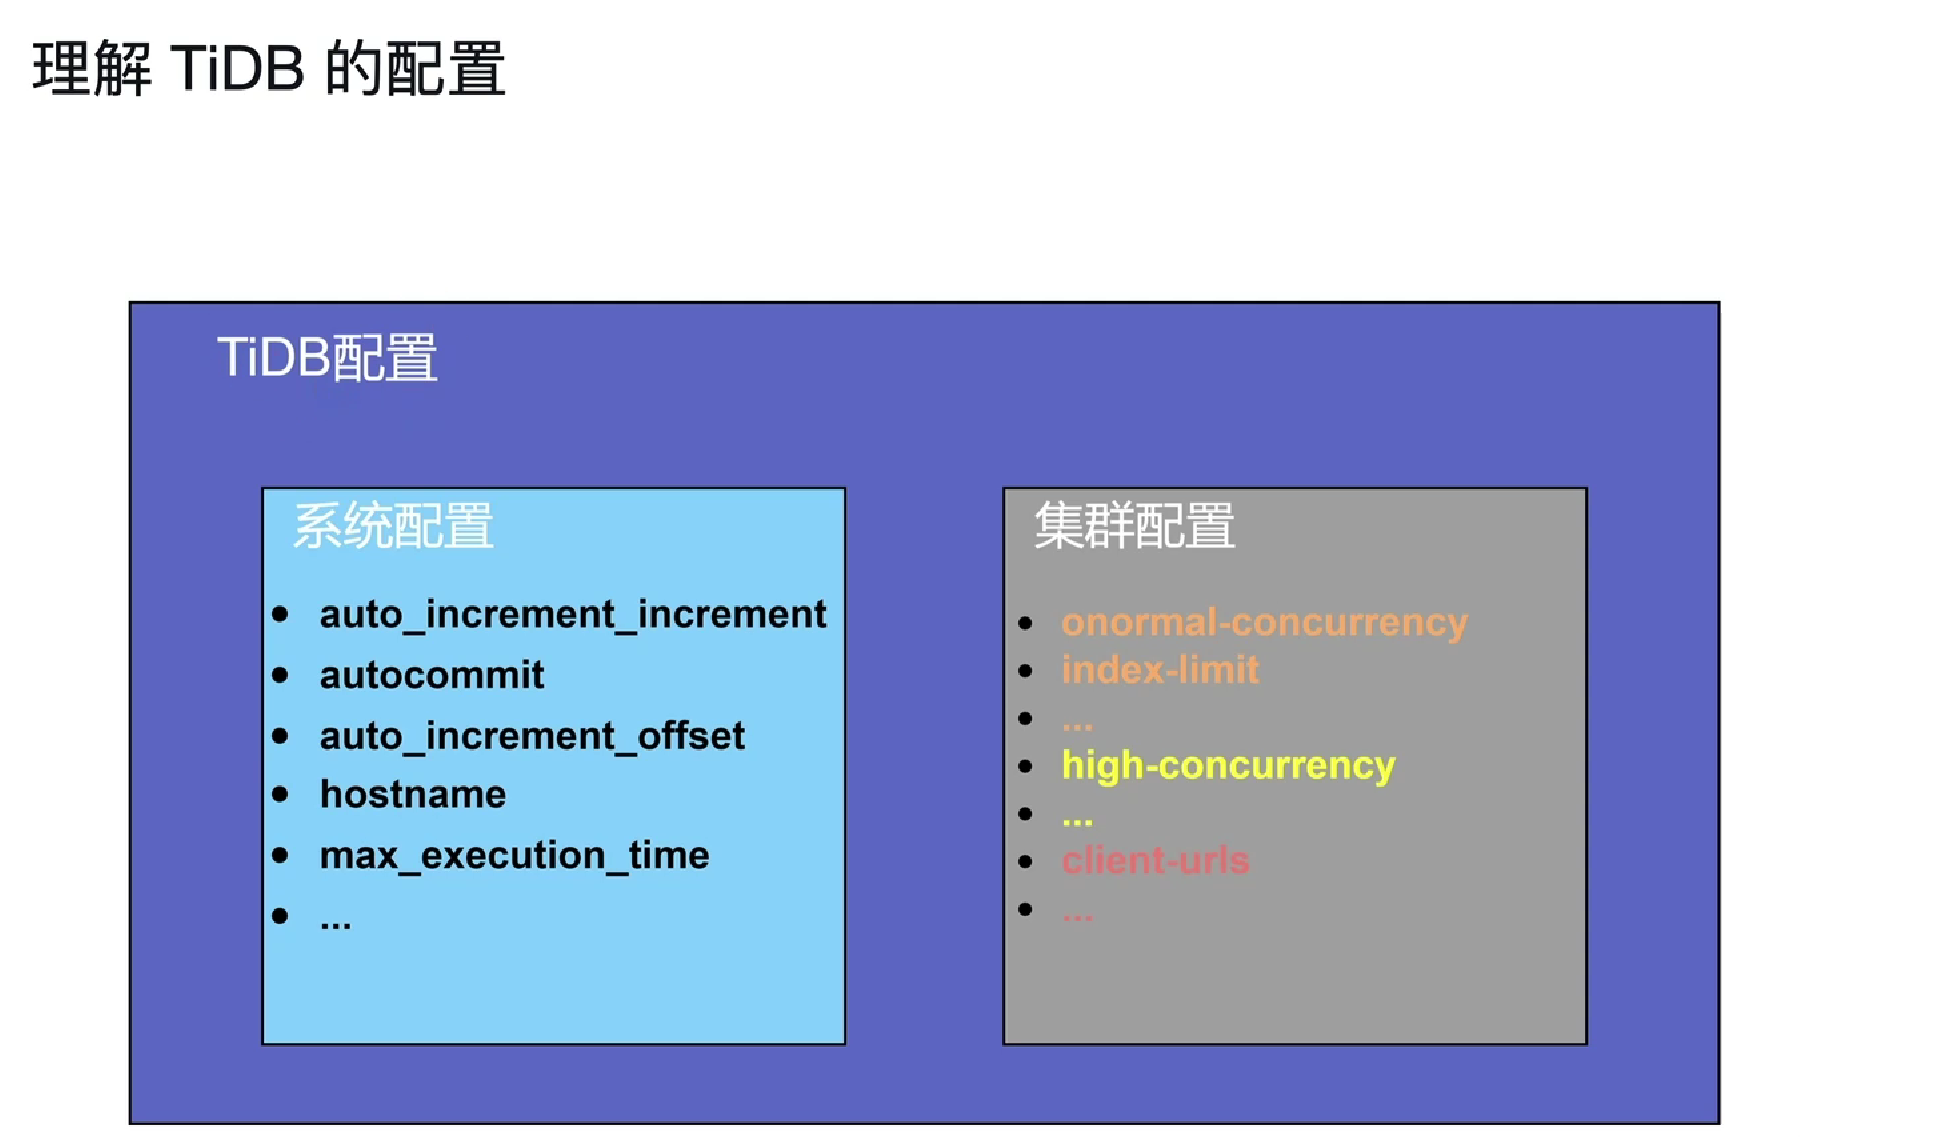 理解 TiDB 的配置
TiDB配置
系统配置
• auto_increment_increment
• autocommit
• auto_increment_offset
• hostname
• max_execution_time
• ...
集群配置
• onormal-concurrency
• index-limit
• ...
• high-concurrency
• ...
• client-urls
• ...